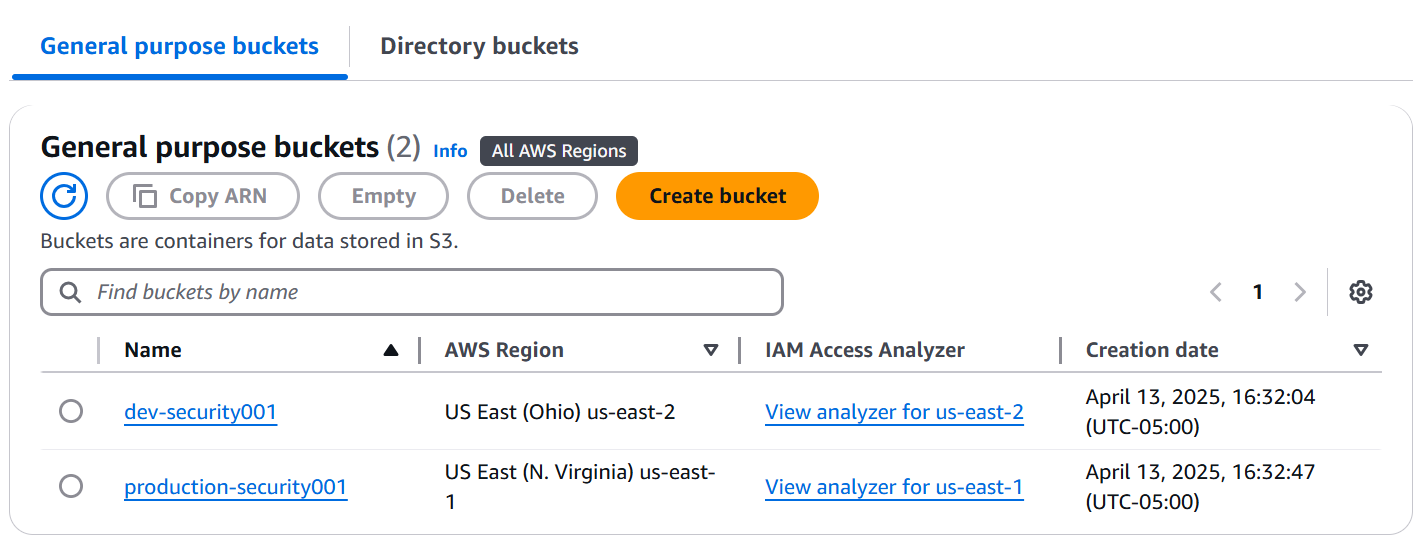 General purpose buckets
Directory buckets
General purpose buckets (2) Info All AWS Regions
Copy ARN Empty Delete Create bucket
Buckets are containers for data stored in S3.
Find buckets by name
1
Name AWS Region IAM Access Analyzer Creation date
dev-security001 US East (Ohio) us-east-2 View analyzer for us-east-2 April 13, 2025, 16:32:04
(UTC-05:00)
production-security001 US East (N. Virginia) us-east-
1 View analyzer for us-east-1 April 13, 2025, 16:32:47
(UTC-05:00)